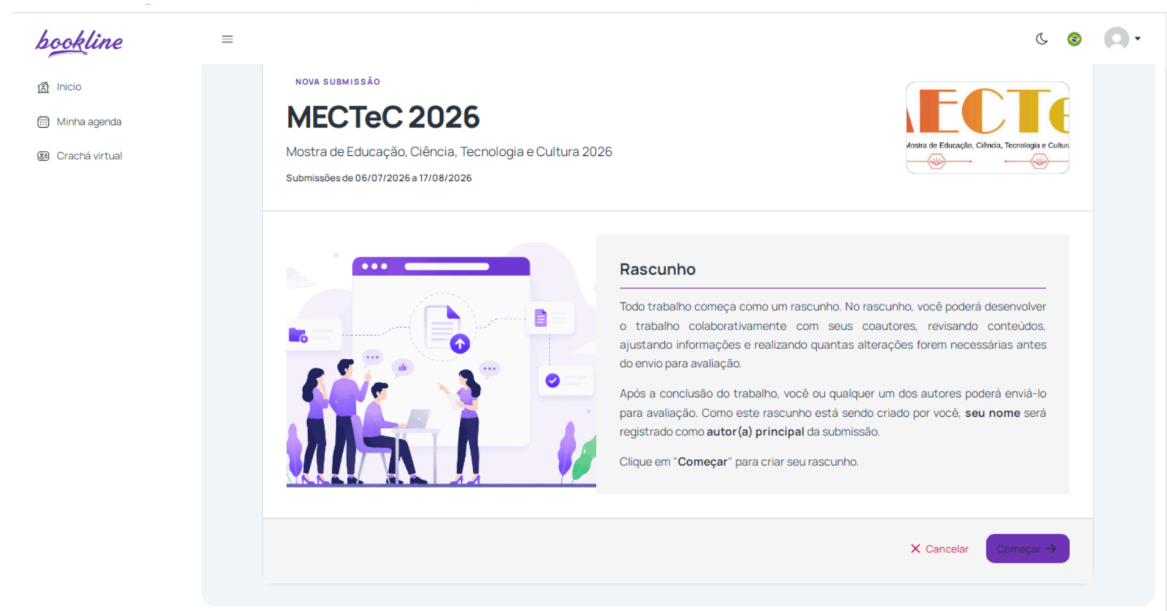 bookline
Inicio
Minha agenda
Crachá virtual
NOVA SUBMISSÃO
MECTeC 2026
Mostra de Educação, Ciência, Tecnologia e Cultura 2026
Submissões de 06/07/2026 a 17/08/2026
ECTe
Mostra de Educação, Ciência, Tecnologia e Cultur
Rascunho
Todo trabalho começa como um rascunho. No rascunho, você poderá desenvolver
o trabalho colaborativamente com seus coautores, revisando conteúdos,
ajustando informações e realizando quantas alterações forem necessárias antes
do envio para avaliação.
Após a conclusão do trabalho, você ou qualquer um dos autores poderá enviá-lo
para avaliação. Como este rascunho está sendo criado por você, seu nome será
registrado como autor(a) principal da submissão.
Clique em "Começar" para criar seu rascunho.
Cancelar
Começar